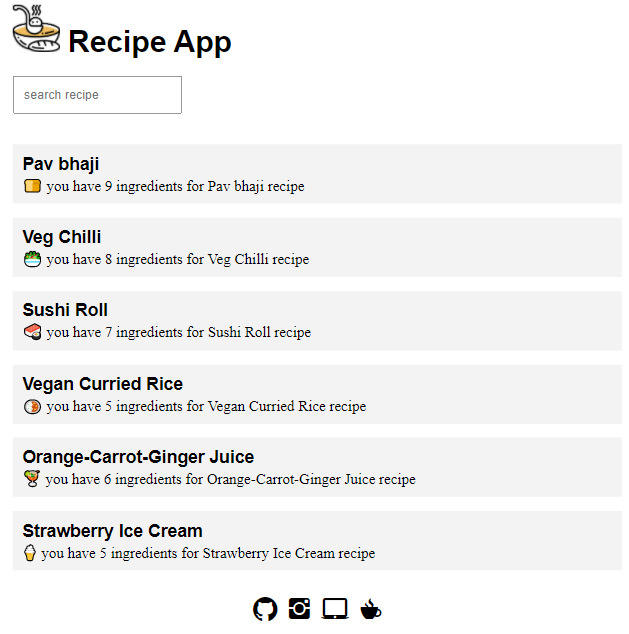 Recipe App
search recipe
Pav bhaji
you have 9 ingredients for Pav bhaji recipe
Veg Chilli
you have 8 ingredients for Veg Chilli recipe
Sushi Roll
you have 7 ingredients for Sushi Roll recipe
Vegan Curried Rice
you have 5 ingredients for Vegan Curried Rice recipe
Orange-Carrot-Ginger Juice
you have 6 ingredients for Orange-Carrot-Ginger Juice recipe
Strawberry Ice Cream
you have 5 ingredients for Strawberry Ice Cream recipe